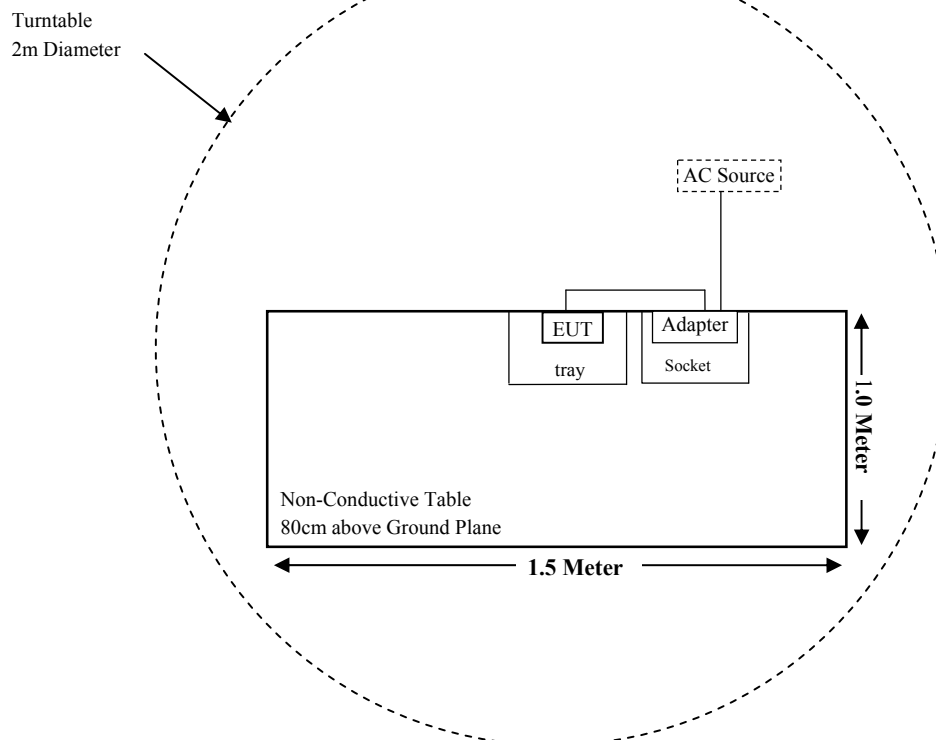 Turntable
2m Diameter
AC Source
EUT
Adapter
tray
Socket
1.0 Meter
Non-Conductive Table
80cm above Ground Plane
1.5 Meter